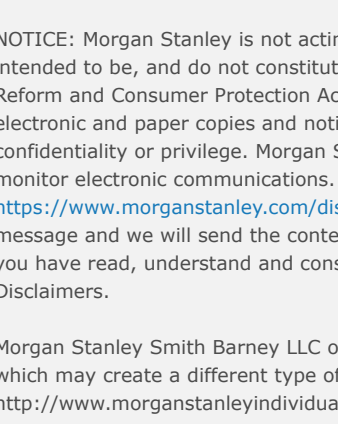 NOTICE: Morgan Stanley is not actin
intended to be, and do not constitut
Reform and Consumer Protection Ac
electronic and paper copies and noti
confidentiality or privilege. Morgan S
monitor electronic communications.
https://www.morganstanley.com/dis
message and we will send the conte
you have read, understand and cons
Disclaimers.
Morgan Stanley Smith Barney LLC o
which may create a different type of
http://www.morganstanleyindividua